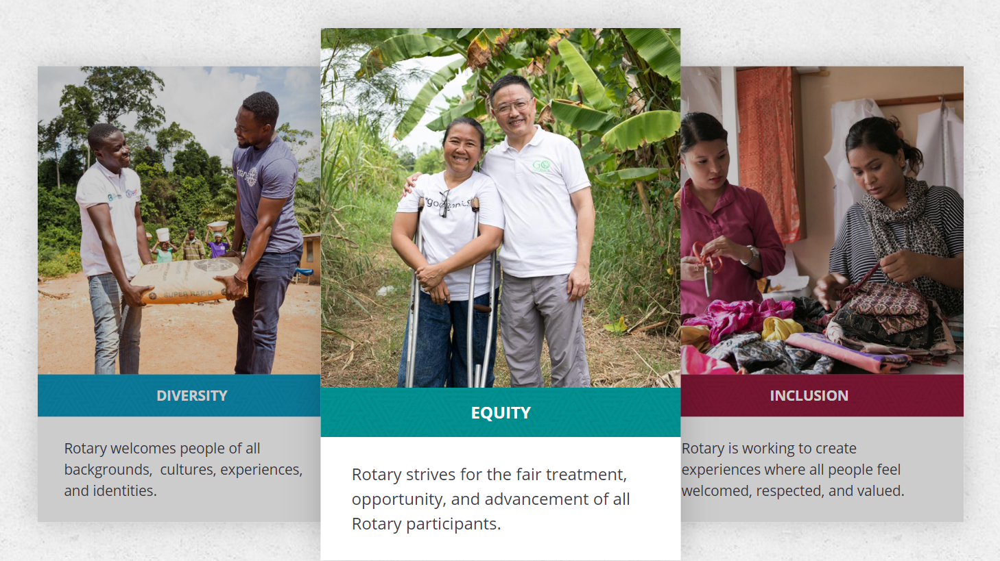 SUPER RAPID
DIVERSITY
Rotary welcomes people of all
backgrounds,  cultures, experiences,
and identities.
GO
EQUITY
Rotary strives for the fair treatment,
opportunity, and advancement of all
Rotary participants.
INCLUSION
Rotary is working to create
experiences where all people feel
welcomed, respected, and valued.